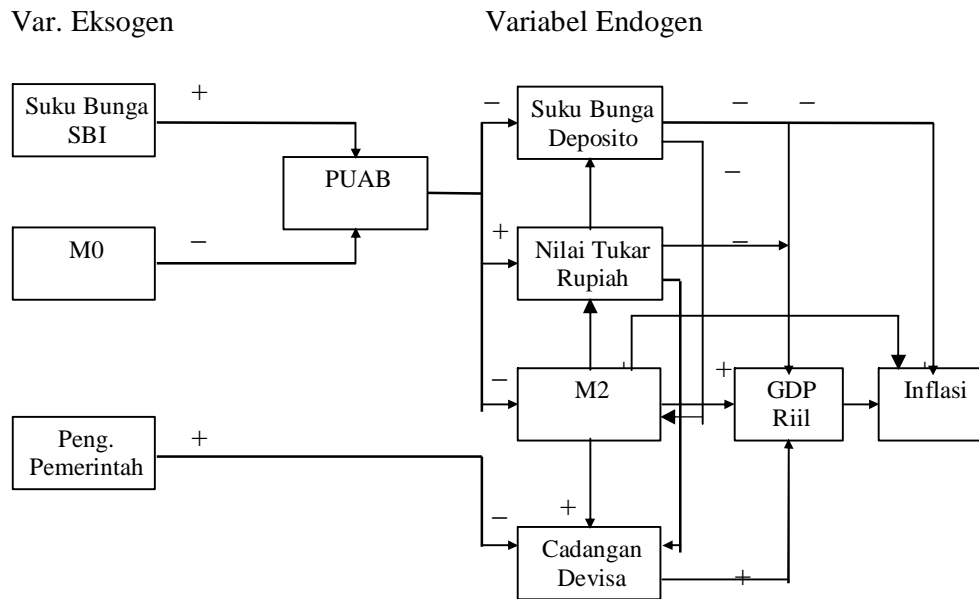 Var. Eksogen
Variabel Endogen
Suku Bunga
SBI
+
PUAB
M0
–
Peng.
Pemerintah
+
–
Suku Bunga
Deposito
–
–
–
+
Nilai Tukar
Rupiah
–
–
M2
+
+
GDP
Riil
+
Inflasi
–
+
Cadangan
Devisa
+